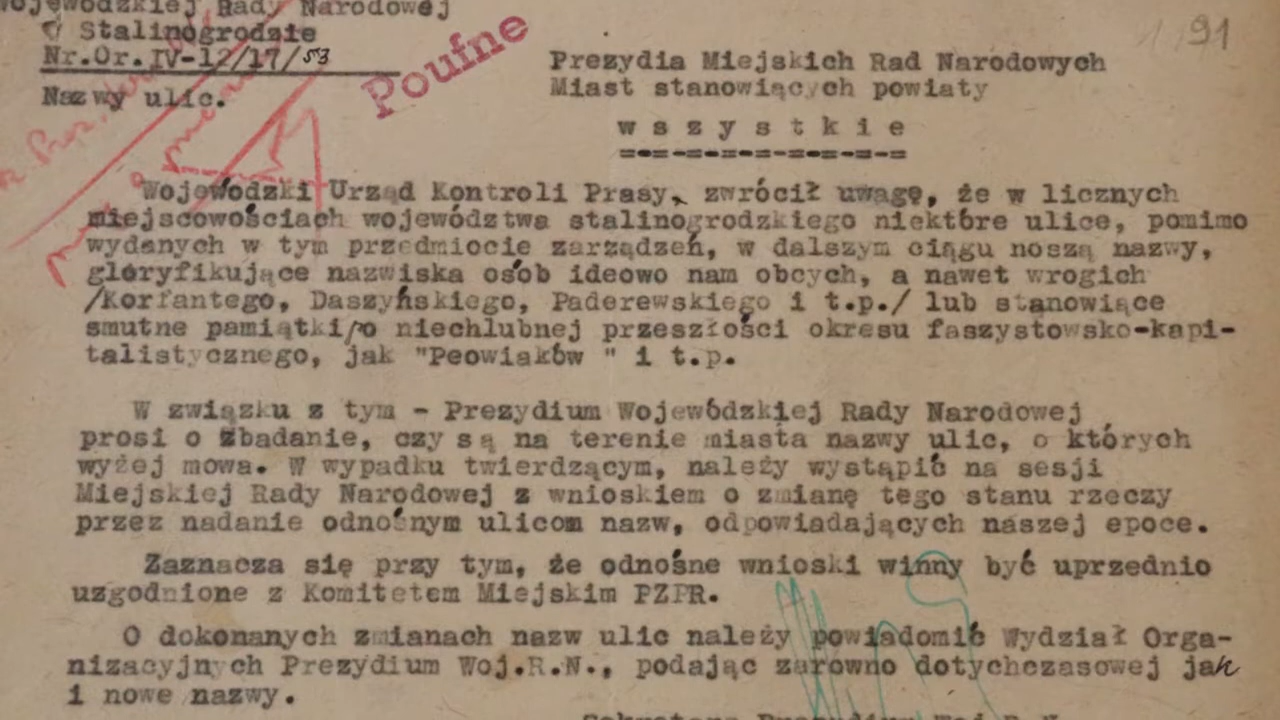 Wojewódzkiej Rady Narodowej
w Stalinogrodzie
Nr.Or.IV-12/17/53
Nazwy ulic.
Poufne
91
Prezydia Miejskich Rad Narodowych
Miast stanowiących powiaty
w s z y s t k i e
=-=-=-=-=-=-=-=-=
Wojewódzki Urząd Kontroli Prasy, zwrócił uwagę, że w licznych
miejscowościach województwa stalinogrodzkiego niektóre ulice, pomimo
wydanych w tym przedmiocie zarządzeń, w dalszym ciągu noszą nazwy,
gloryfikujące nazwiska osób ideowo nam obcych, a nawet wrogich
/Korfantego, Daszyńskiego, Paderewskiego i t.p./ lub stanowiące
smutne pamiątki/o niechlubnej przeszłości okresu faszystowsko-kapi-
talistycznego, jak "Peowiaków " i t.p.
W związku z tym - Prezydium Wojewódzkiej Rady Narodowej
prosi o zbadanie, czy są na terenie miasta nazwy ulic, o których
wyżej mowa. W wypadku twierdzącym, należy wystąpić na sesji
Miejskiej Rady Narodowej z wnioskiem o zmianę tego stanu rzeczy
przez nadanie odnośnym ulicom nazw, odpowiadających naszej epoce.
Zaznacza się przy tym, że odnośne wnioski winny być uprzednio
uzgodnione z Komitetem Miejskim PZPR.
O dokonanych zmianach nazw ulic należy powiadomić Wydział Orga-
nizacyjnych Prezydium Woj.R.N., podając zarówno dotychczasowej jak
i nowe nazwy.